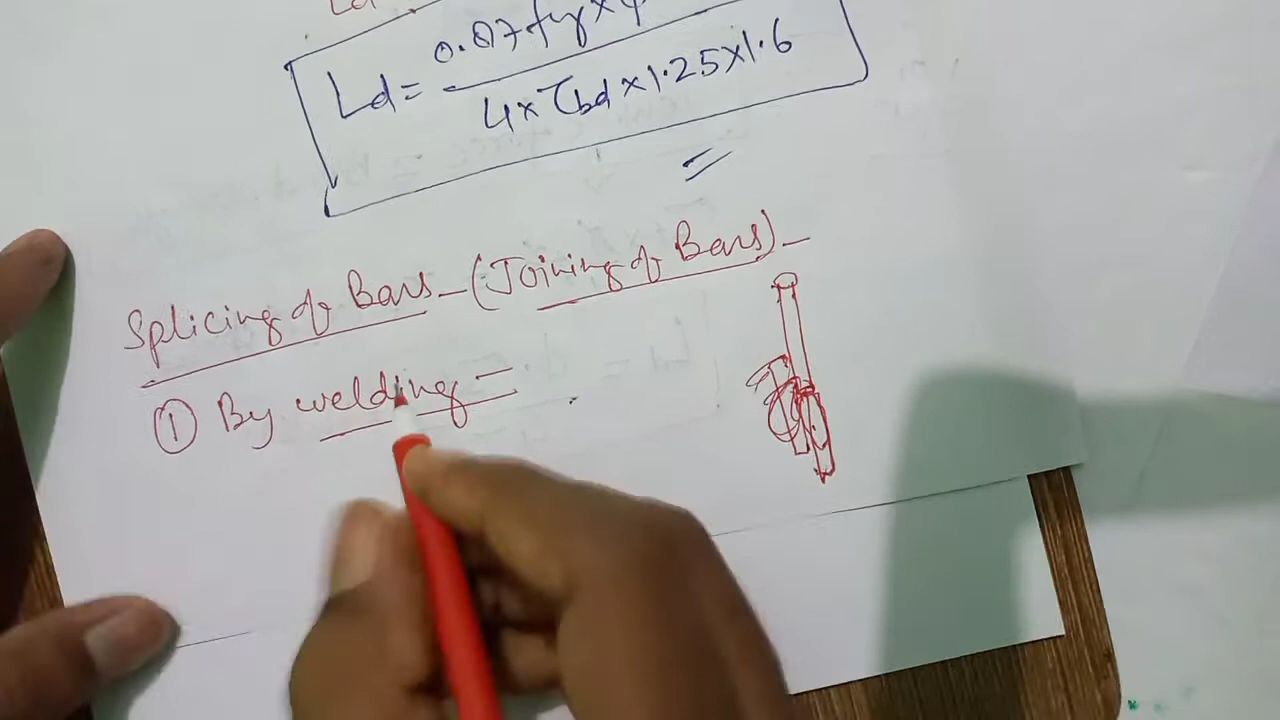 Ld
Ld = 0.87 fy × φ
4 × τbd × 1.25 × 1.6
Splicing of Bars - (Joining of Bars) -
① By welding =